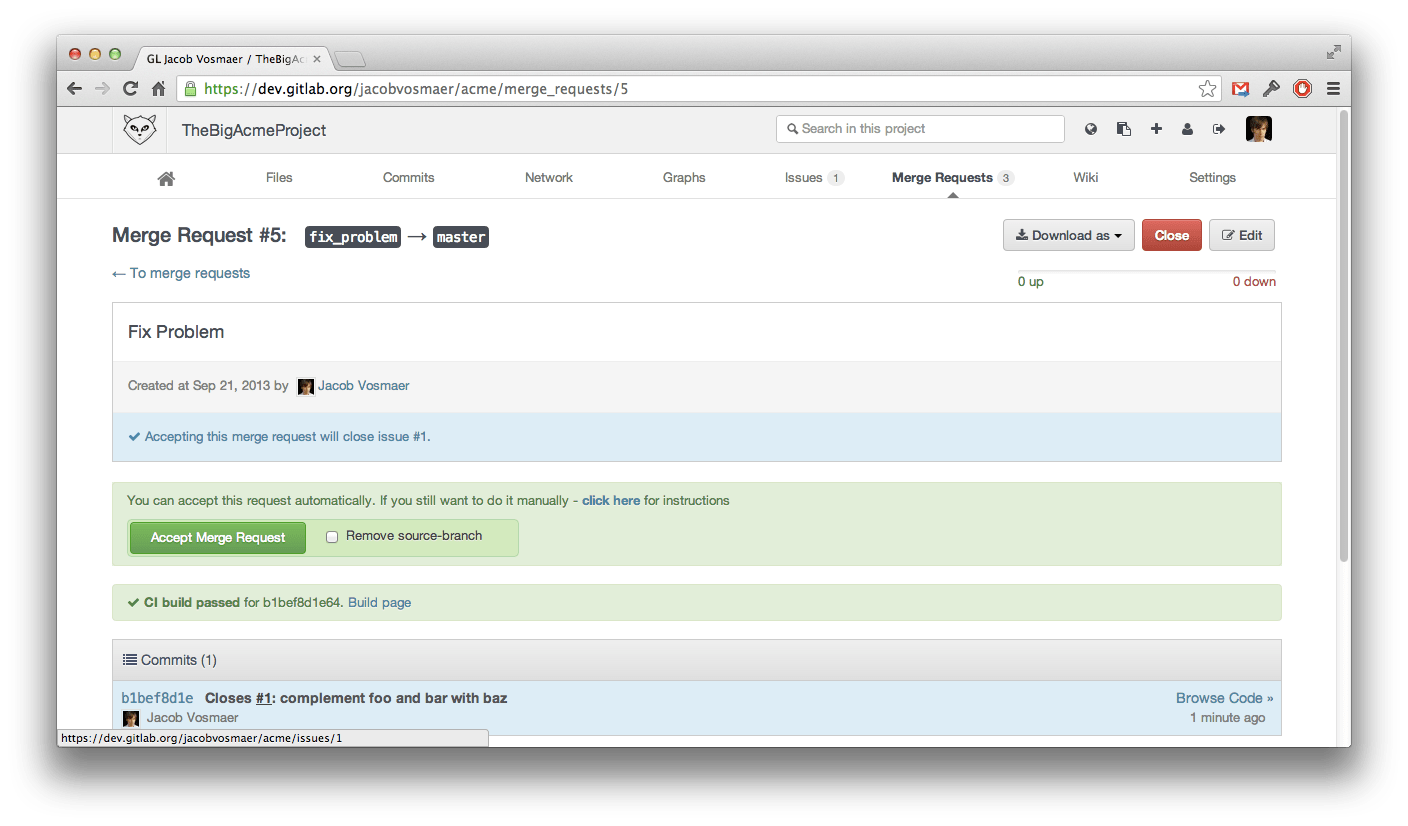 GL Jacob Vosmaer / TheBigAc
https://dev.gitlab.org/jacobvosmaer/acme/merge_requests/5
TheBigAcmeProject
Search in this project
Files Commits Network Graphs Issues 1 Merge Requests 3 Wiki Settings
Merge Request #5: fix_problem → master
Download as Close Edit
← To merge requests
0 up 0 down
Fix Problem
Created at Sep 21, 2013 by Jacob Vosmaer
Accepting this merge request will close issue #1.
You can accept this request automatically. If you still want to do it manually - click here for instructions
Accept Merge Request Remove source-branch
CI build passed for b1bef8d1e64. Build page
Commits (1)
b1bef8d1e Closes #1: complement foo and bar with baz Browse Code »
Jacob Vosmaer 1 minute ago
https://dev.gitlab.org/jacobvosmaer/acme/issues/1